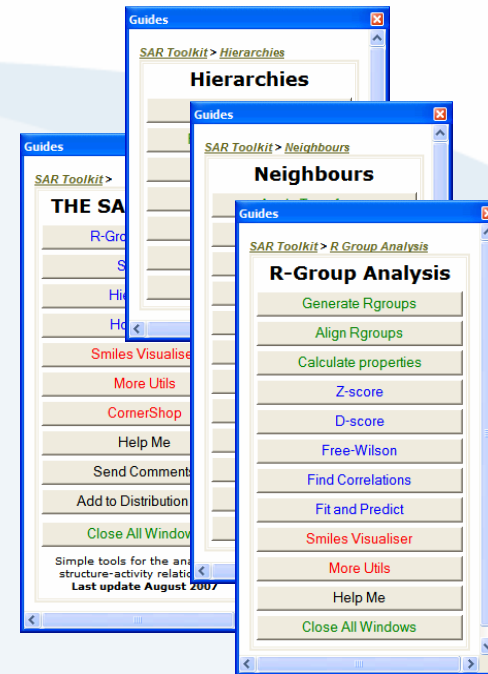 Guides
SAR Toolkit > Hierarchies
Hierarchies
Guides
SAR Toolkit > Neighbours
Neighbours
Guides
SAR Toolkit >
THE SA
R-Gro
S
Hie
Ho
Smiles Visualise
More Utils
CornerShop
Help Me
Send Comments
Add to Distribution
Close All Window
Simple tools for the ana
structure-activity relatio
Last update August 2007
Guides
SAR Toolkit > R Group Analysis
R-Group Analysis
Generate Rgroups
Align Rgroups
Calculate properties
Z-score
D-score
Free-Wilson
Find Correlations
Fit and Predict
Smiles Visualiser
More Utils
Help Me
Close All Windows